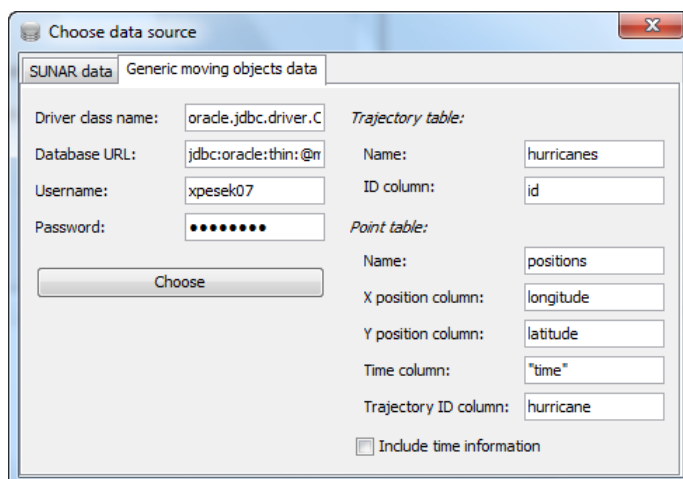 Choose data source
SUNAR data Generic moving objects data
Driver class name: oracle.jdbc.driver.C
Database URL: jdbc:oracle:thin:@m
Username: xpesek07
Password: ●●●●●●●●
Choose
Trajectory table:
Name: hurricanes
ID column: id
Point table:
Name: positions
X position column: longitude
Y position column: latitude
Time column: "time"
Trajectory ID column: hurricane
Include time information